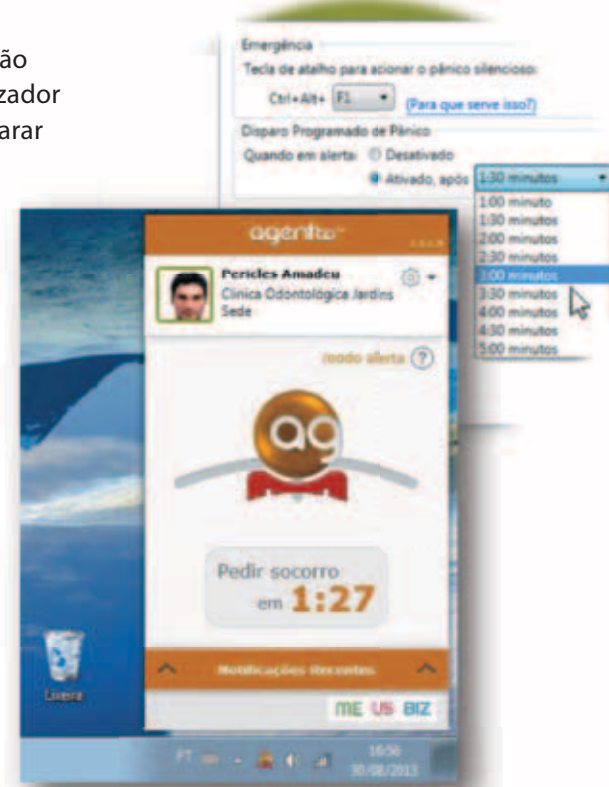 ão
zador
arar
Emergência
Tecla de atalho para acionar o pânico silencioso:
Ctrl+Alt+ F1 (Para que serve isso?)
Disparo Programado de Pânico
Quando em alerta: Desativado
Ativado, após 1:30 minutos
1:00 minuto
1:30 minutos
2:00 minutos
2:30 minutos
3:00 minutos
3:30 minutos
4:00 minutos
4:30 minutos
5:00 minutos
agentto
Pericles Amadeu
Clínica Odontológica Jardins
Sede
modo alerta ?
ag
Pedir socorro
em 1:27
Notificações Recentes
ME US BIZ
Lixeira
PT 16:56
30/08/2013